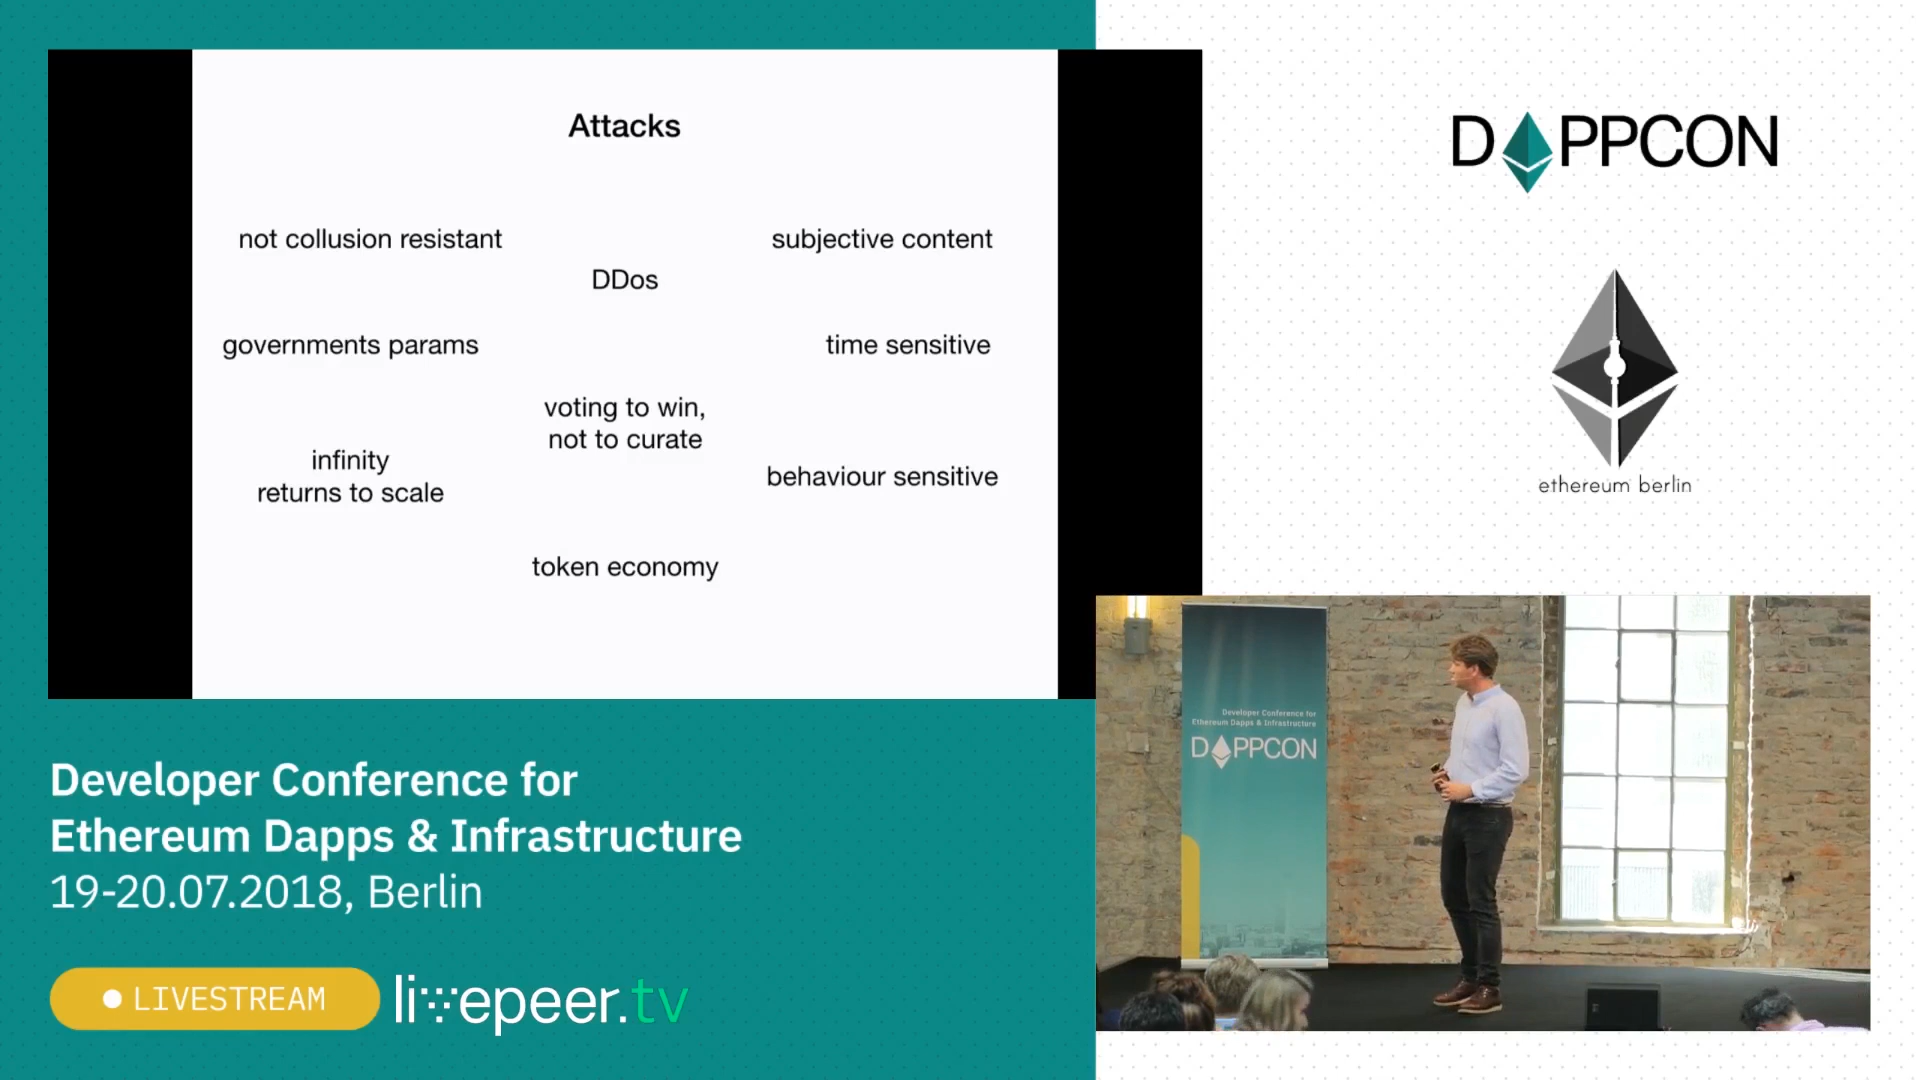 Attacks
not collusion resistant
subjective content
DDos
governments params
time sensitive
voting to win,
not to curate
infinity
returns to scale
behaviour sensitive
token economy
DAPPCON
ethereum berlin
Developer Conference for
Ethereum Dapps & Infrastructure
DAPPCON
Developer Conference for
Ethereum Dapps & Infrastructure
19-20.07.2018, Berlin
LIVESTREAM
livepeer.tv